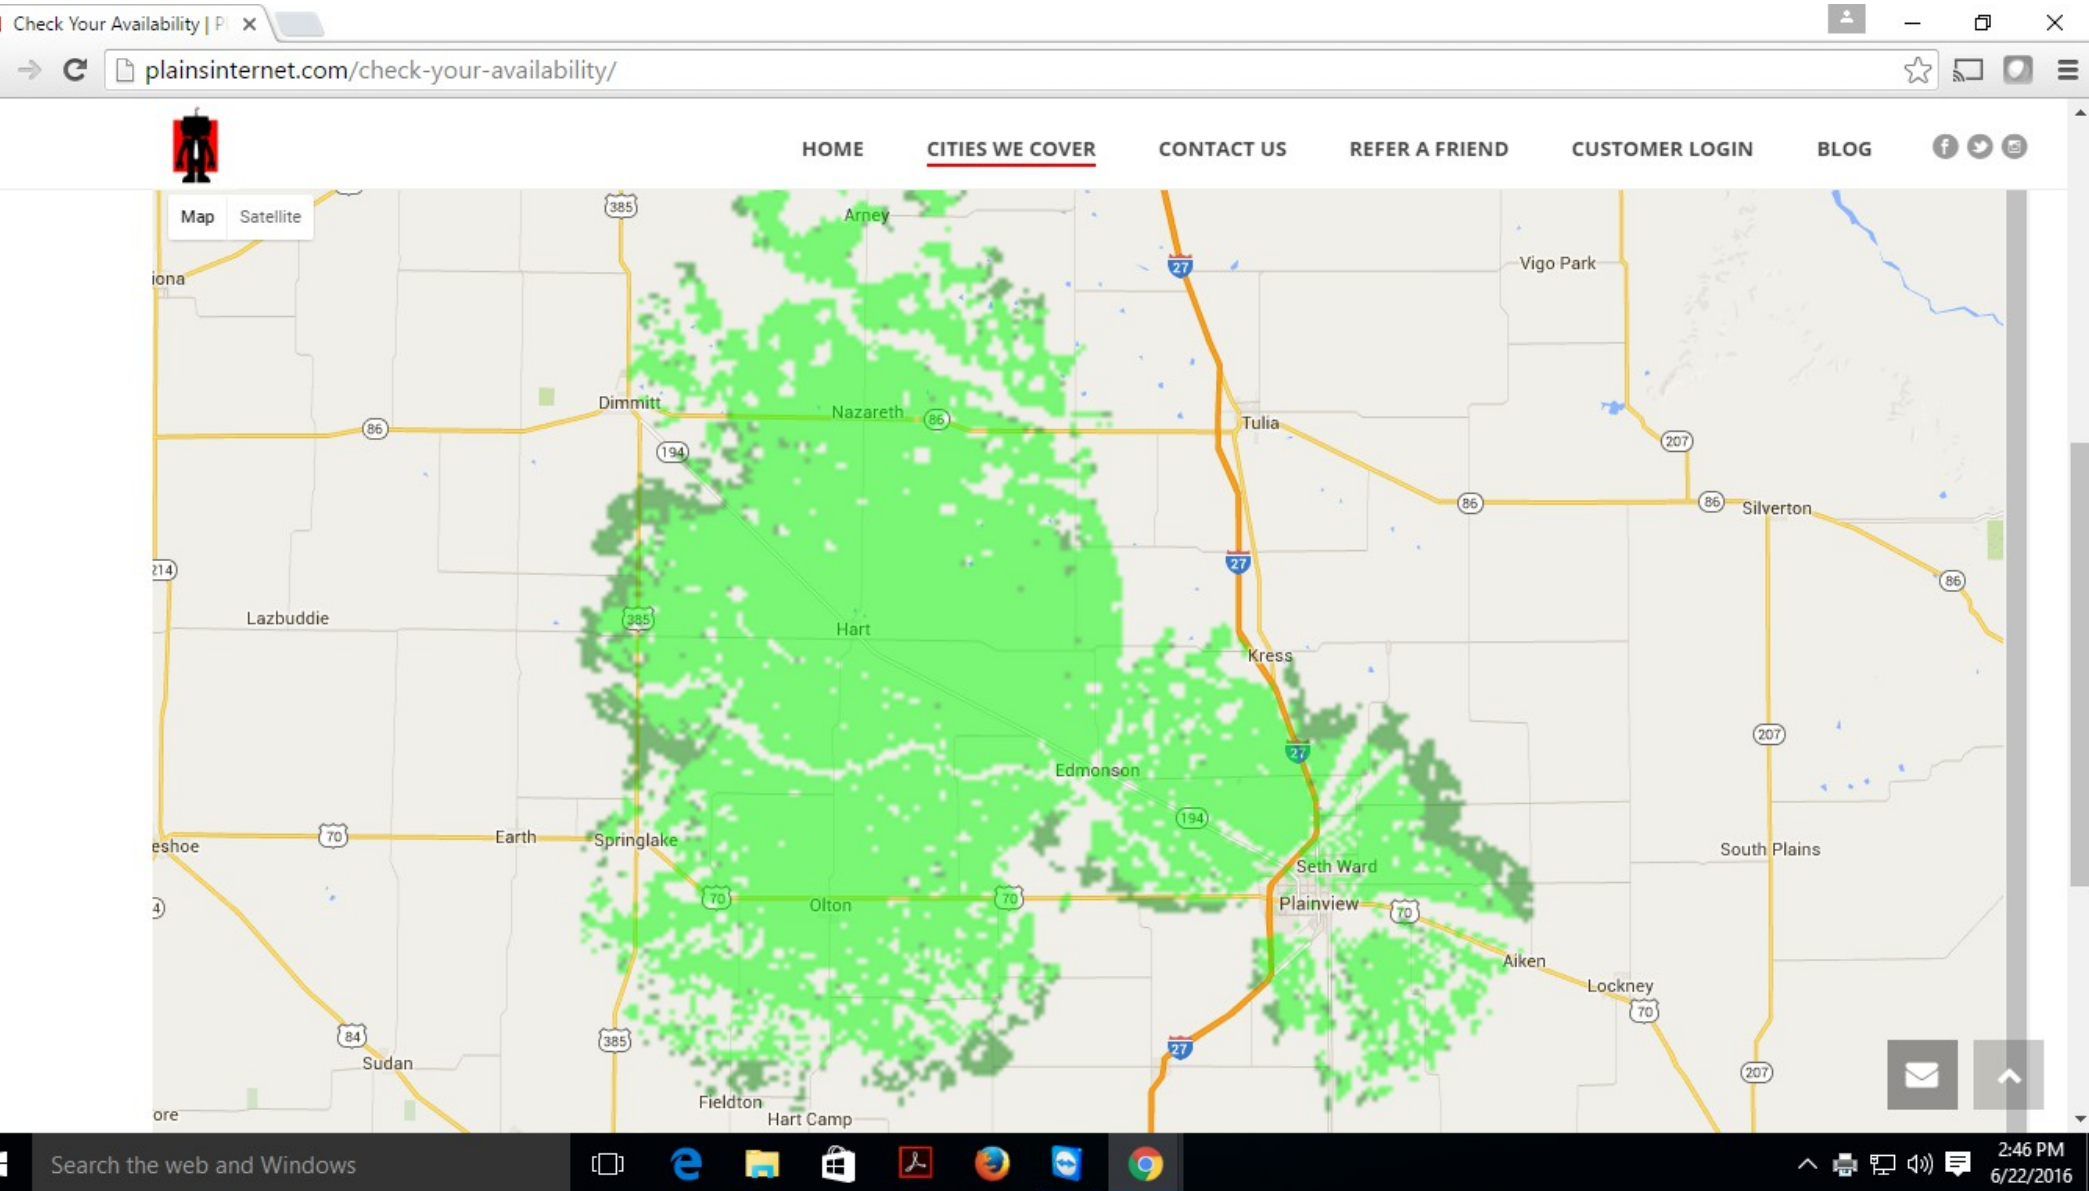 Check Your Availability | Pl
plainsinternet.com/check-your-availability/
HOME CITIES WE COVER CONTACT US REFER A FRIEND CUSTOMER LOGIN BLOG
Map Satellite
385
Arney
27
Vigo Park
iona
Dimmitt
Nazareth
86
86
Tulia
207
194
86
86
Silverton
27
214
86
Lazbuddie
385
Hart
Kress
207
27
Edmonson
194
70
Earth
Springlake
eshoe
South Plains
Seth Ward
70
Olton
70
Plainview
70
4
Aiken
Lockney
70
84
385
27
Sudan
207
Fieldton
Hart Camp
ore
Search the web and Windows
2:46 PM
6/22/2016